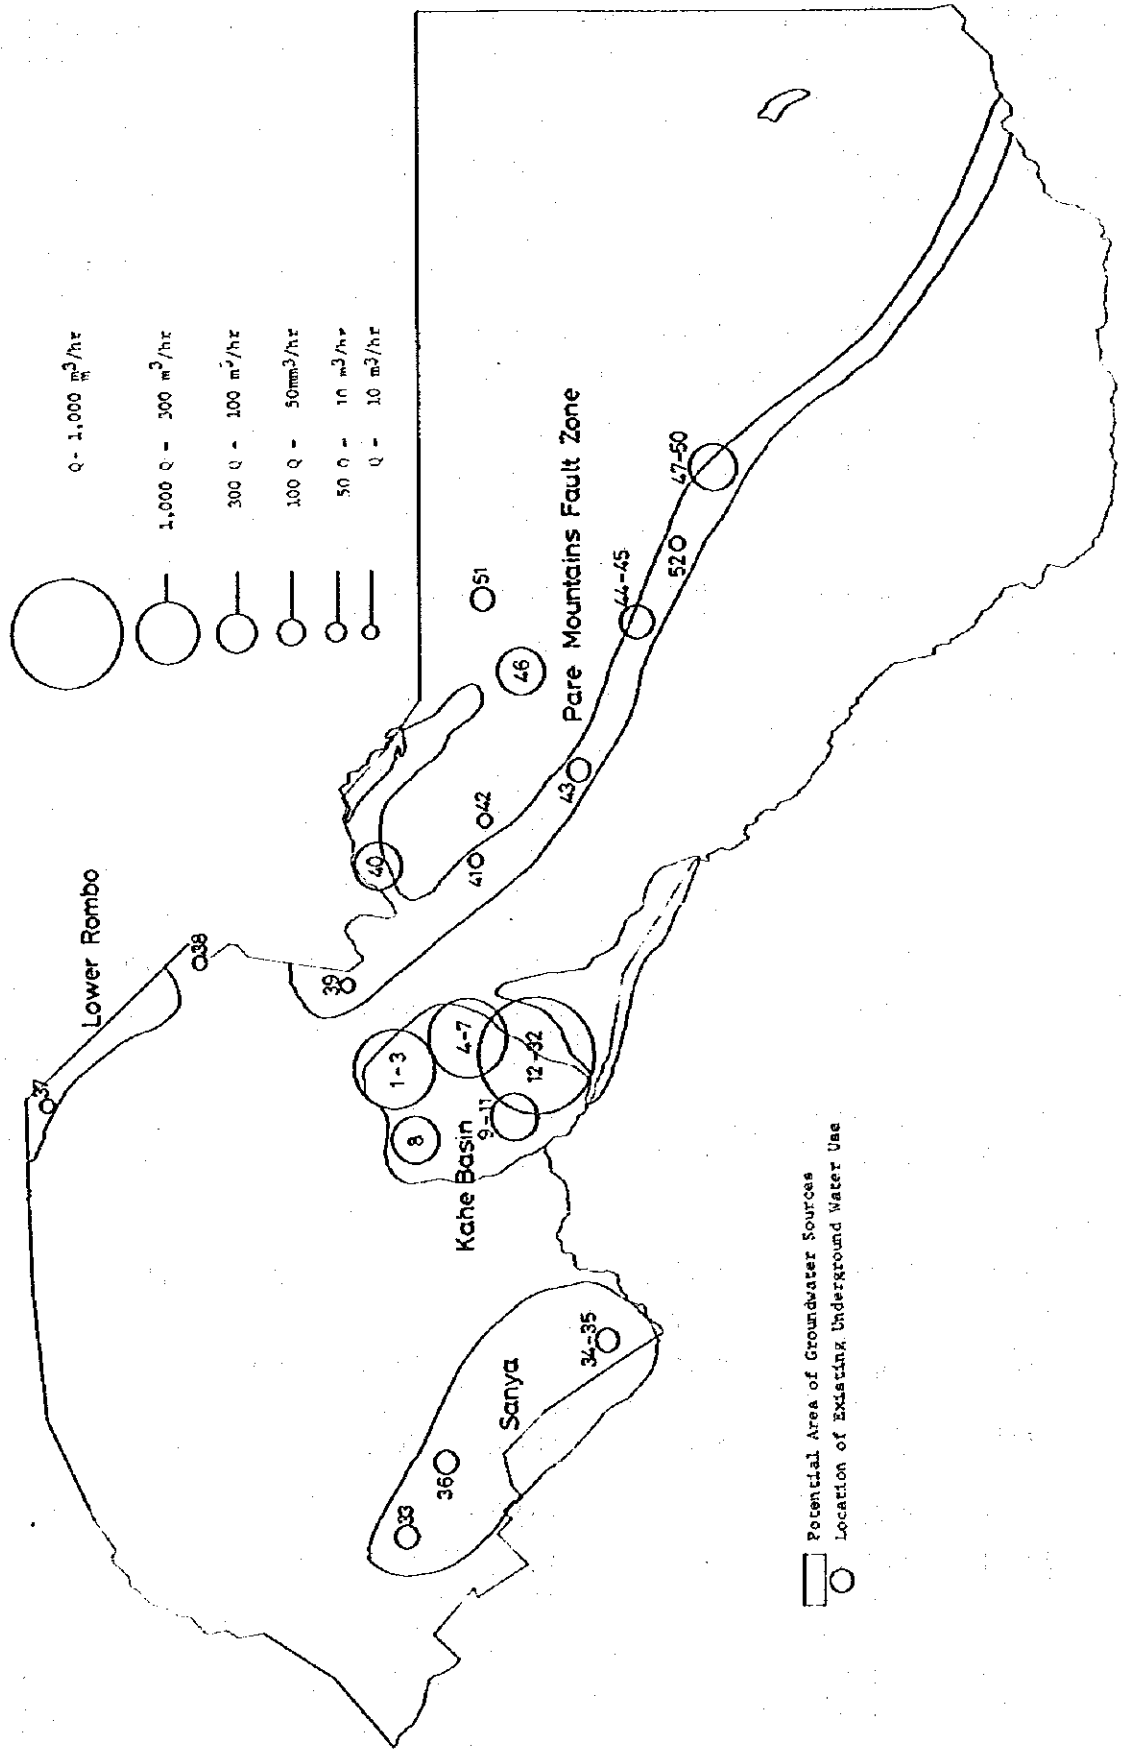 Q - 1,000 m³/hr
m
1,000 Q - 300 m³/hr
300 Q - 100 m³/hr
100 Q - 50mm³/hr
50 Q - 10 m³/hr
Q - 10 m³/hr
Lower Rombo
37
38
39
40
41
42
51
46
Pare Mountains Fault Zone
43
44-45
52
47-50
1-3
4-7
8
9-11
12-32
Kahe Basin
Sanya
33
36
34-35
Potential Area of Groundwater Sources
Location of Existing Underground Water Use